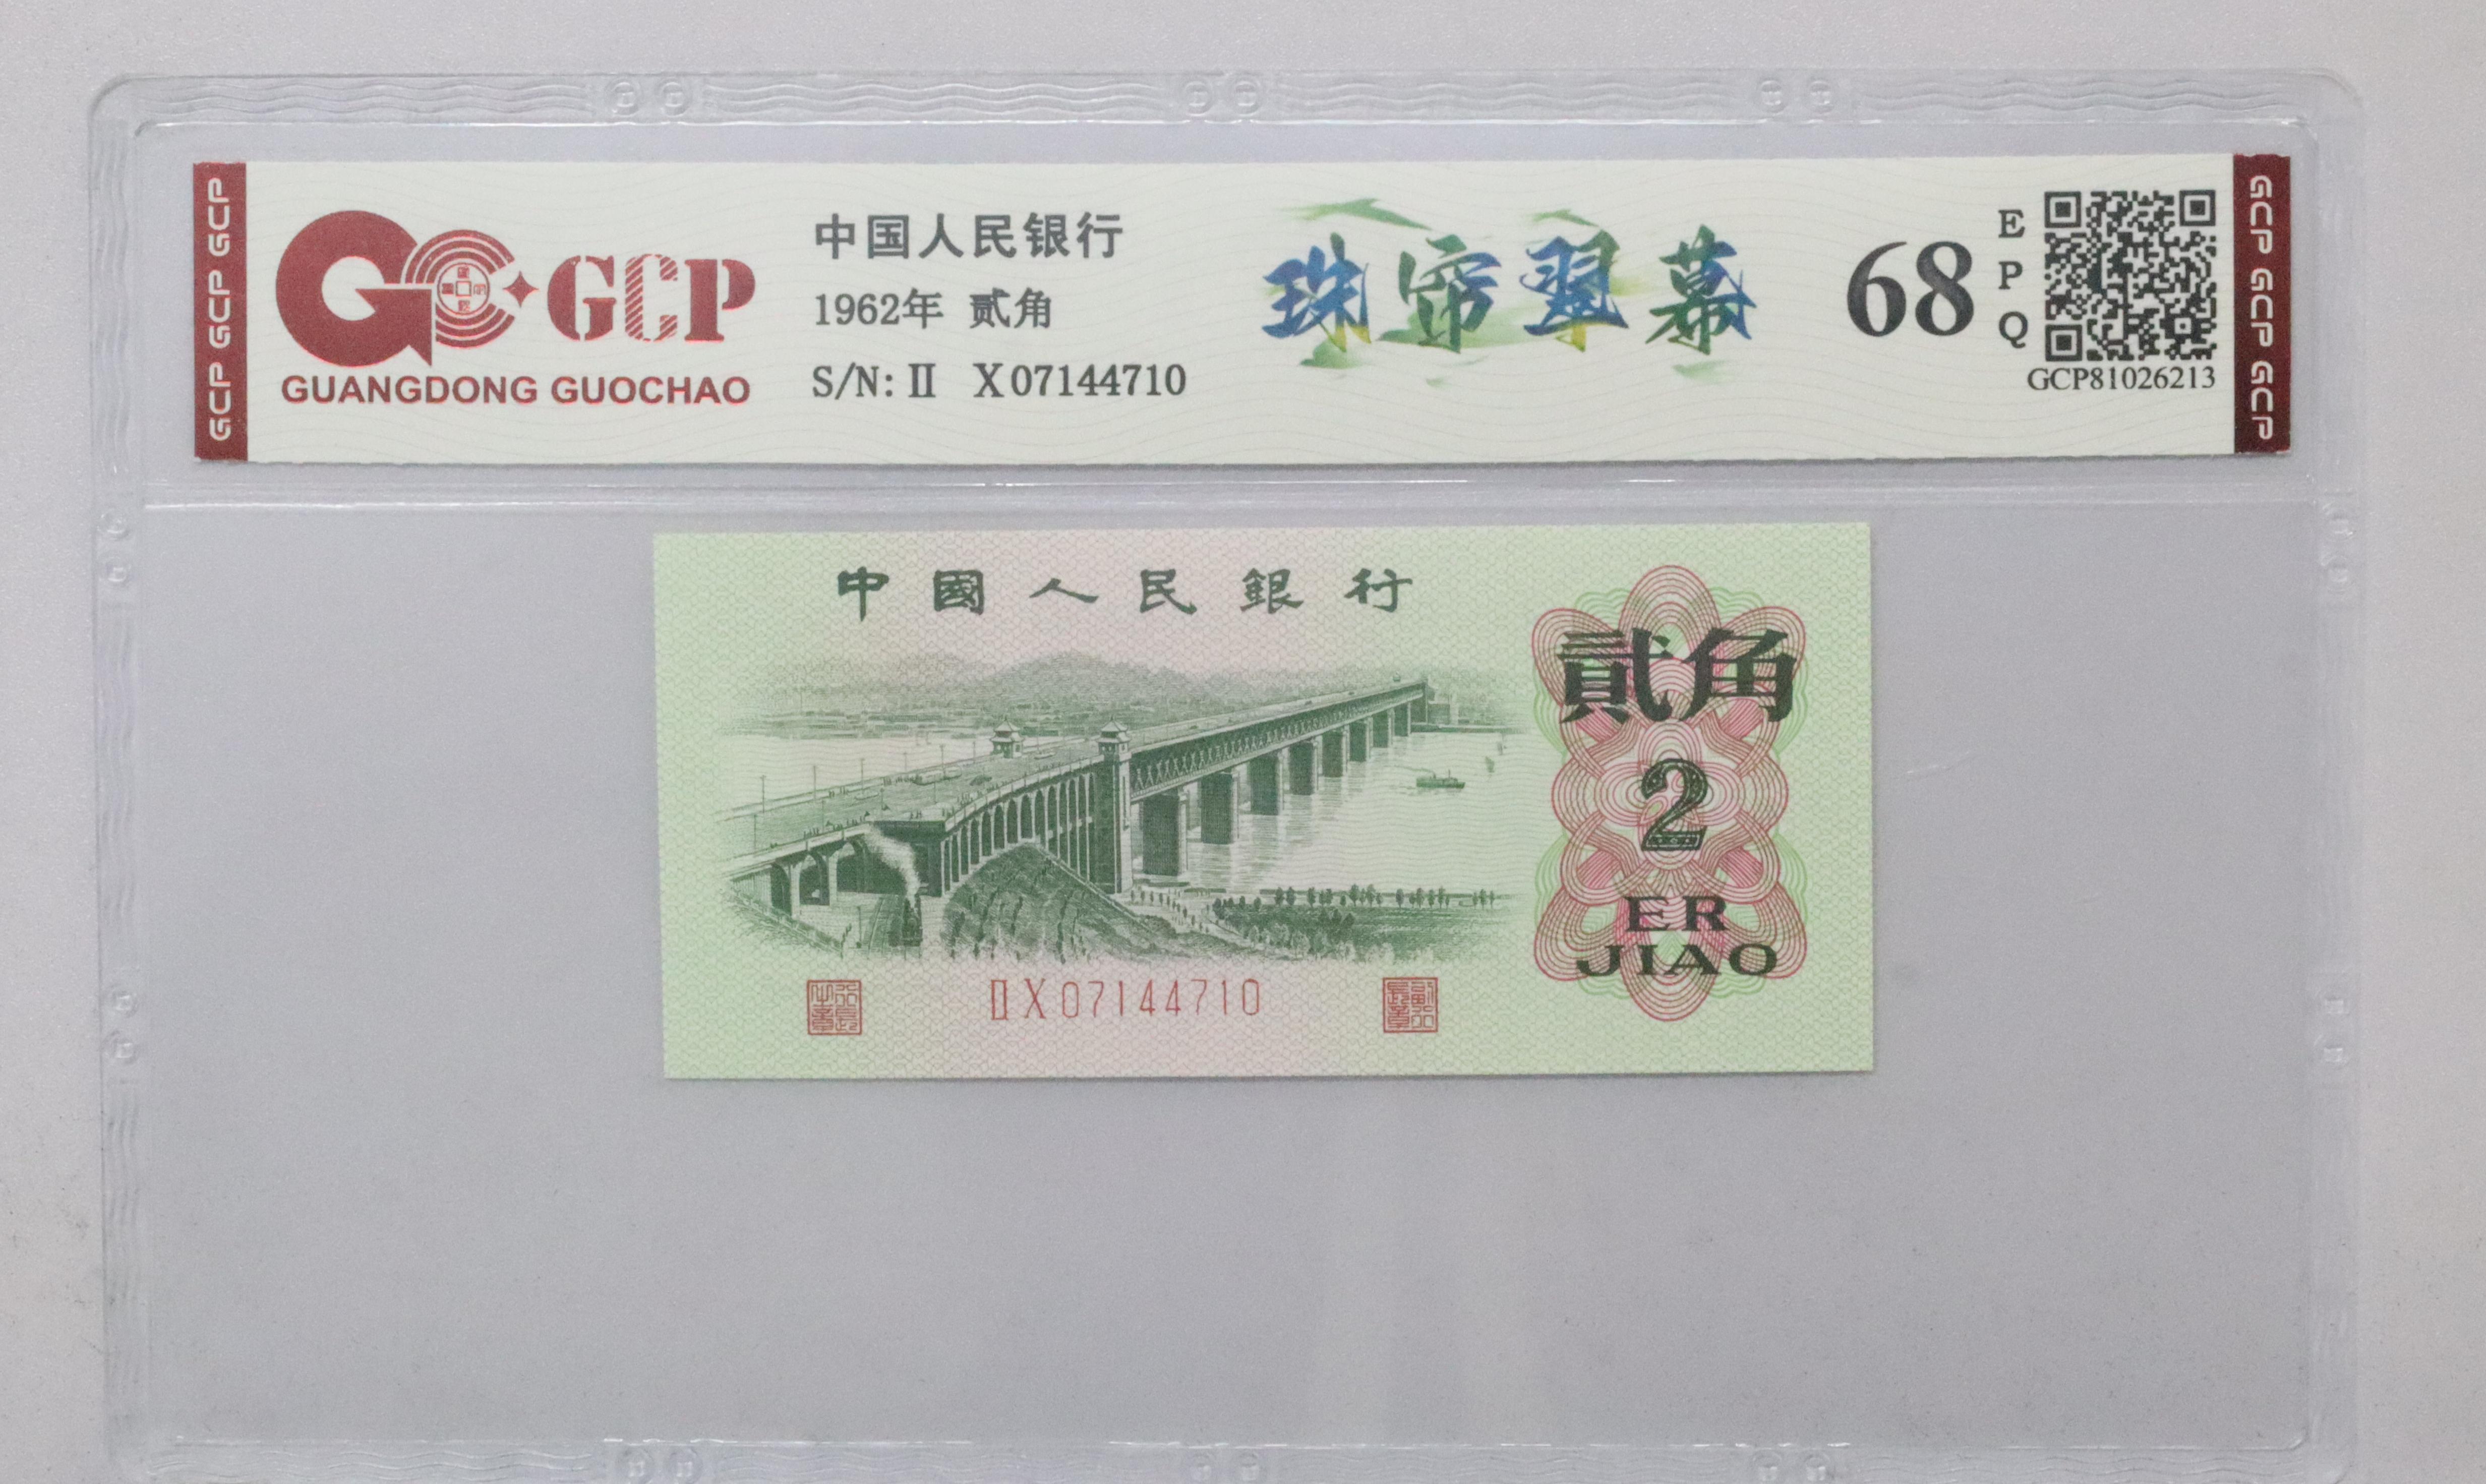 GCP GCP GCP
GCP
GUANGDONG GUOCHAO
中国人民银行
1962年 贰角
S/N: II X07144710
珠帘翠幕
68
EPQ
GCP81026213
GCP GCP GCP
中國人民銀行
貳角
2
ER
JIAO
IIX07144710